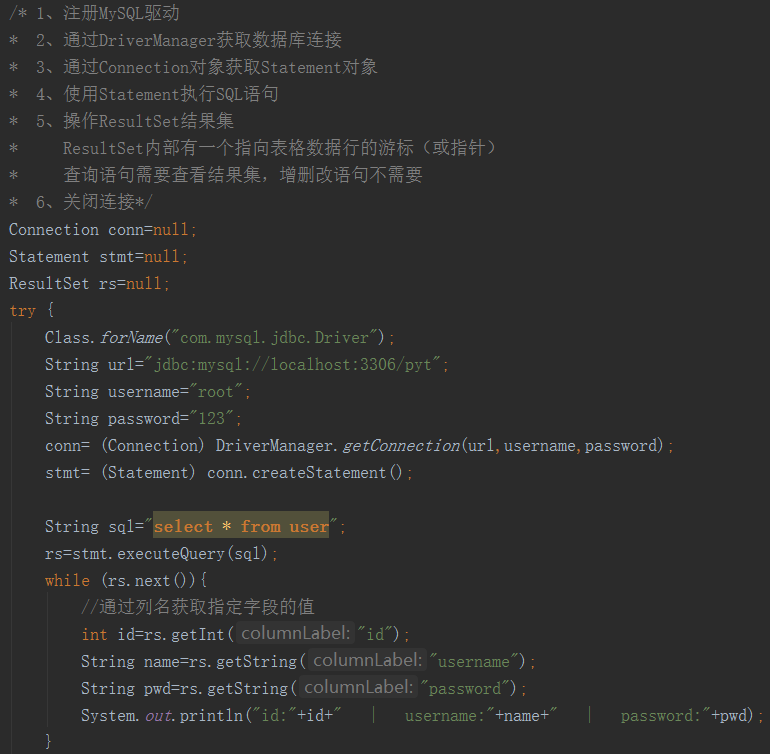 /* 1、注册MySQL驱动
* 2、通过DriverManager获取数据库连接
* 3、通过Connection对象获取Statement对象
* 4、使用Statement执行SQL语句
* 5、操作ResultSet结果集
* ResultSet内部有一个指向表格数据行的游标（或指针）
* 查询语句需要查看结果集，增删改语句不需要
* 6、关闭连接*/
Connection conn=null;
Statement stmt=null;
ResultSet rs=null;
try {
Class.forName("com.mysql.jdbc.Driver");
String url="jdbc:mysql://localhost:3306/pyt";
String username="root";
String password="123";
conn= (Connection) DriverManager.getConnection(url,username,password);
stmt= (Statement) conn.createStatement();
String sql="select * from user";
rs=stmt.executeQuery(sql);
while (rs.next()){
//通过列名获取指定字段的值
int id=rs.getInt( columnLabel: "id");
String name=rs.getString( columnLabel: "username");
String pwd=rs.getString( columnLabel: "password");
System.out.println("id:"+id+" | username:"+name+" | password:"+pwd);
}